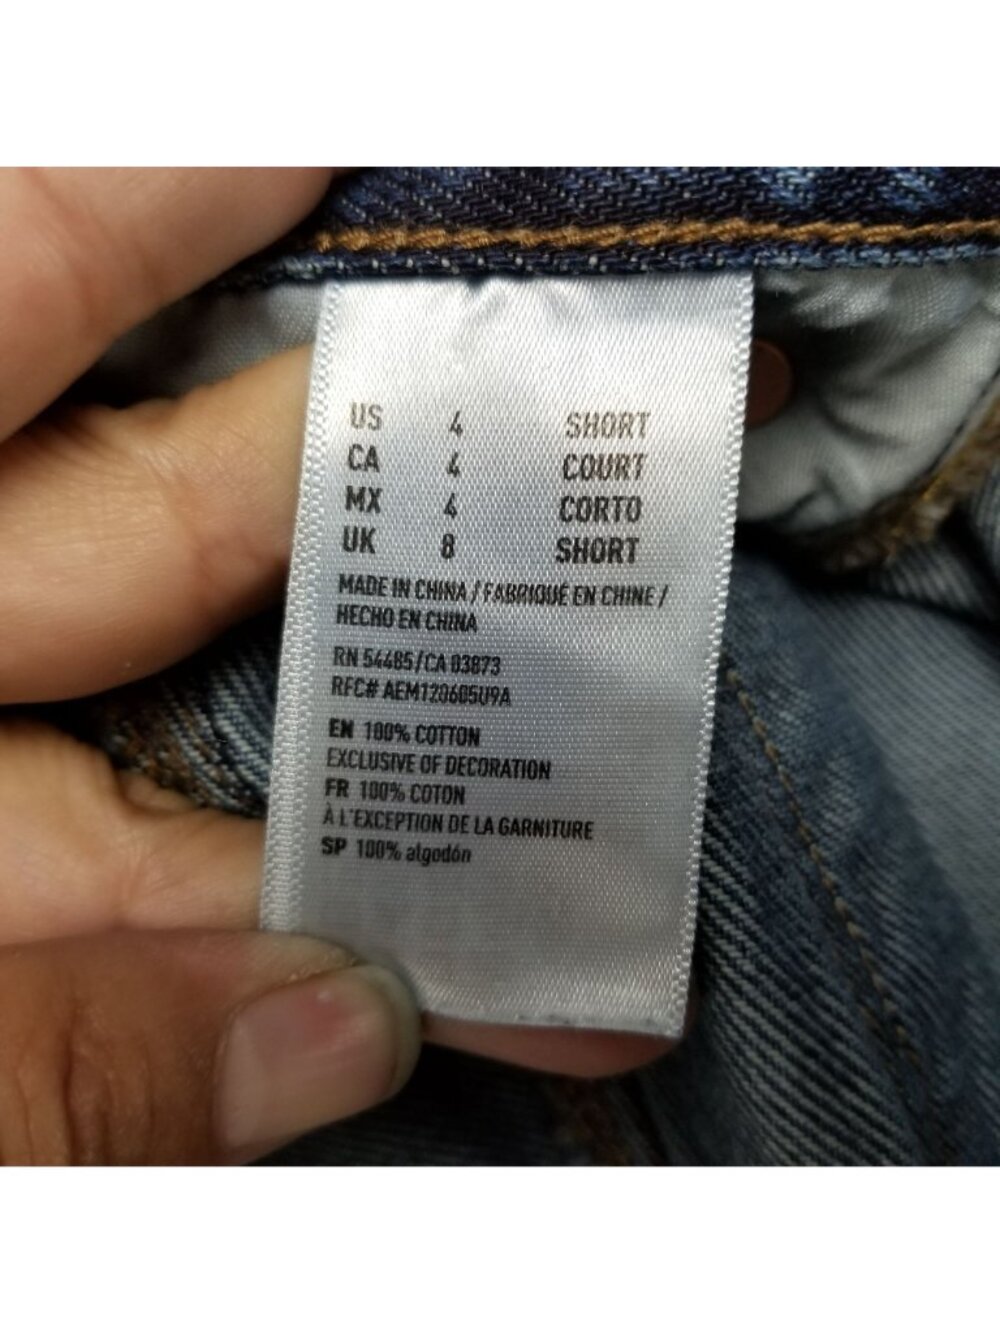 US 4 SHORT
CA 4 COURT
MX 4 CORTO
UK 8 SHORT
MADE IN CHINA / FABRIQUÉ EN CHINE /
HECHO EN CHINA
RN 54485/CA 03873
RFC# AEM120605U9A
EN 100% COTTON
EXCLUSIVE OF DECORATION
FR 100% COTON
À L'EXCEPTION DE LA GARNITURE
SP 100% algodón